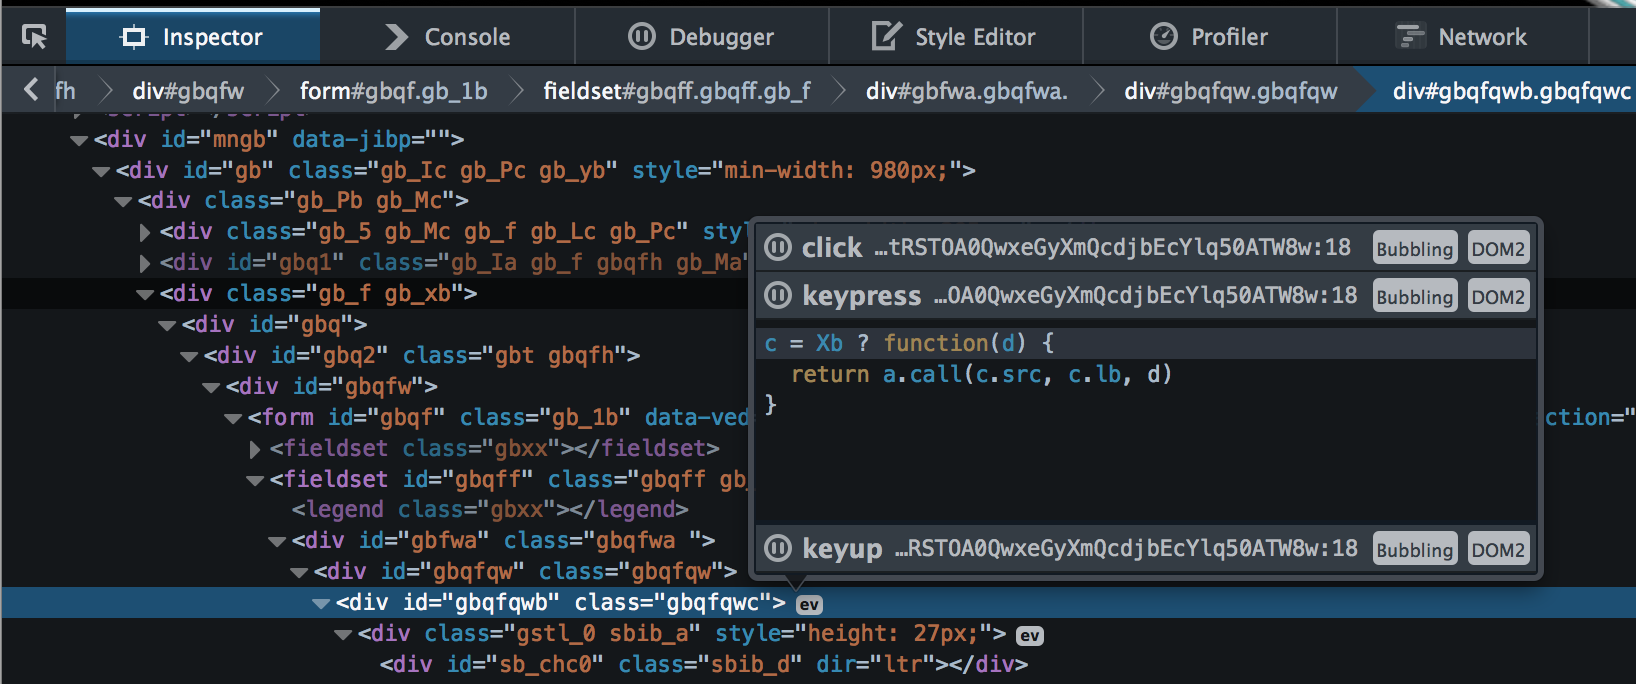 Inspector Console Debugger Style Editor Profiler Network
fh div#gbqfw form#gbqf.gb_1b fieldset#gbqff.gbqff.gb_f div#gbfwa.gbqfwa. div#gbqfqw.gbqfqw div#gbqfqwb.gbqfqwc
<div id="mngb" data-jibp="">
<div id="gb" class="gb_Ic gb_Pc gb_yb" style="min-width: 980px;">
<div class="gb_Pb gb_Mc">
<div class="gb_5 gb_Mc gb_f gb_Lc gb_Pc" styl
<div id="gbq1" class="gb_Ia gb_f gbqfh gb_Ma"
<div class="gb_f gb_xb">
<div id="gbq">
<div id="gbq2" class="gbt gbqfh">
<div id="gbqfw">
<form id="gbqf" class="gb_1b" data-ved ction="
<fieldset class="gbxx"></fieldset>
<fieldset id="gbqff" class="gbqff gb_
<legend class="gbxx"></legend>
<div id="gbfwa" class="gbqfwa ">
<div id="gbqfqw" class="gbqfqw">
<div id="gbqfqwb" class="gbqfqwc"> ev
<div class="gstl_0 sbib_a" style="height: 27px;"> ev
<div id="sb_chc0" class="sbib_d" dir="ltr"></div>
click …tRSTOA0QwxeGyXmQcdjbEcYlq50ATW8w:18 Bubbling DOM2
keypress …OA0QwxeGyXmQcdjbEcYlq50ATW8w:18 Bubbling DOM2
c = Xb ? function(d) {
return a.call(c.src, c.lb, d)
}
keyup …RSTOA0QwxeGyXmQcdjbEcYlq50ATW8w:18 Bubbling DOM2